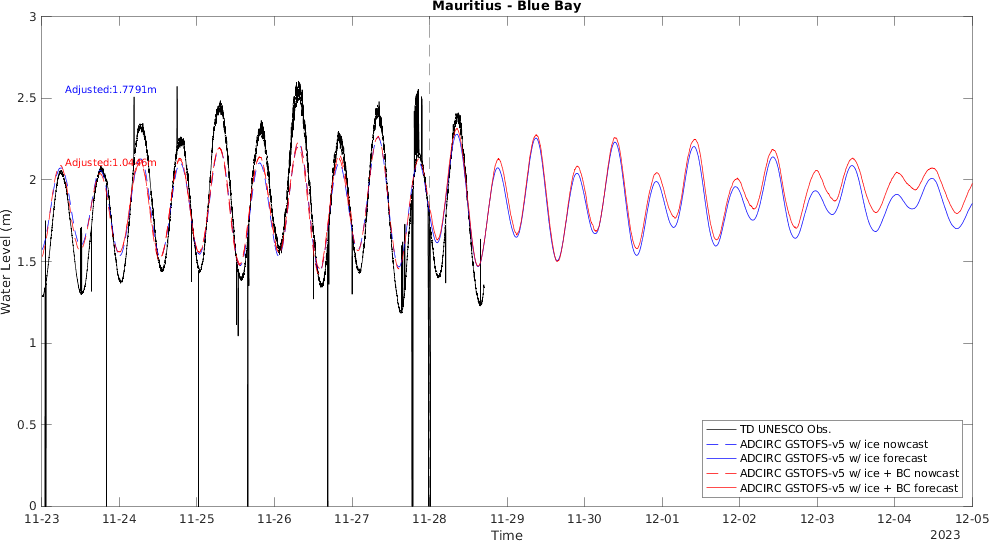 Mauritius - Blue Bay
Water Level (m)
3
2.5
2
1.5
1
0.5
0
Adjusted:1.7791m
Adjusted:1.0446m
TD UNESCO Obs.
ADCIRC GSTOFS-v5 w/ ice nowcast
ADCIRC GSTOFS-v5 w/ ice forecast
ADCIRC GSTOFS-v5 w/ ice + BC nowcast
ADCIRC GSTOFS-v5 w/ ice + BC forecast
11-23 11-24 11-25 11-26 11-27 11-28 11-29 11-30 12-01 12-02 12-03 12-04 12-05
Time
2023